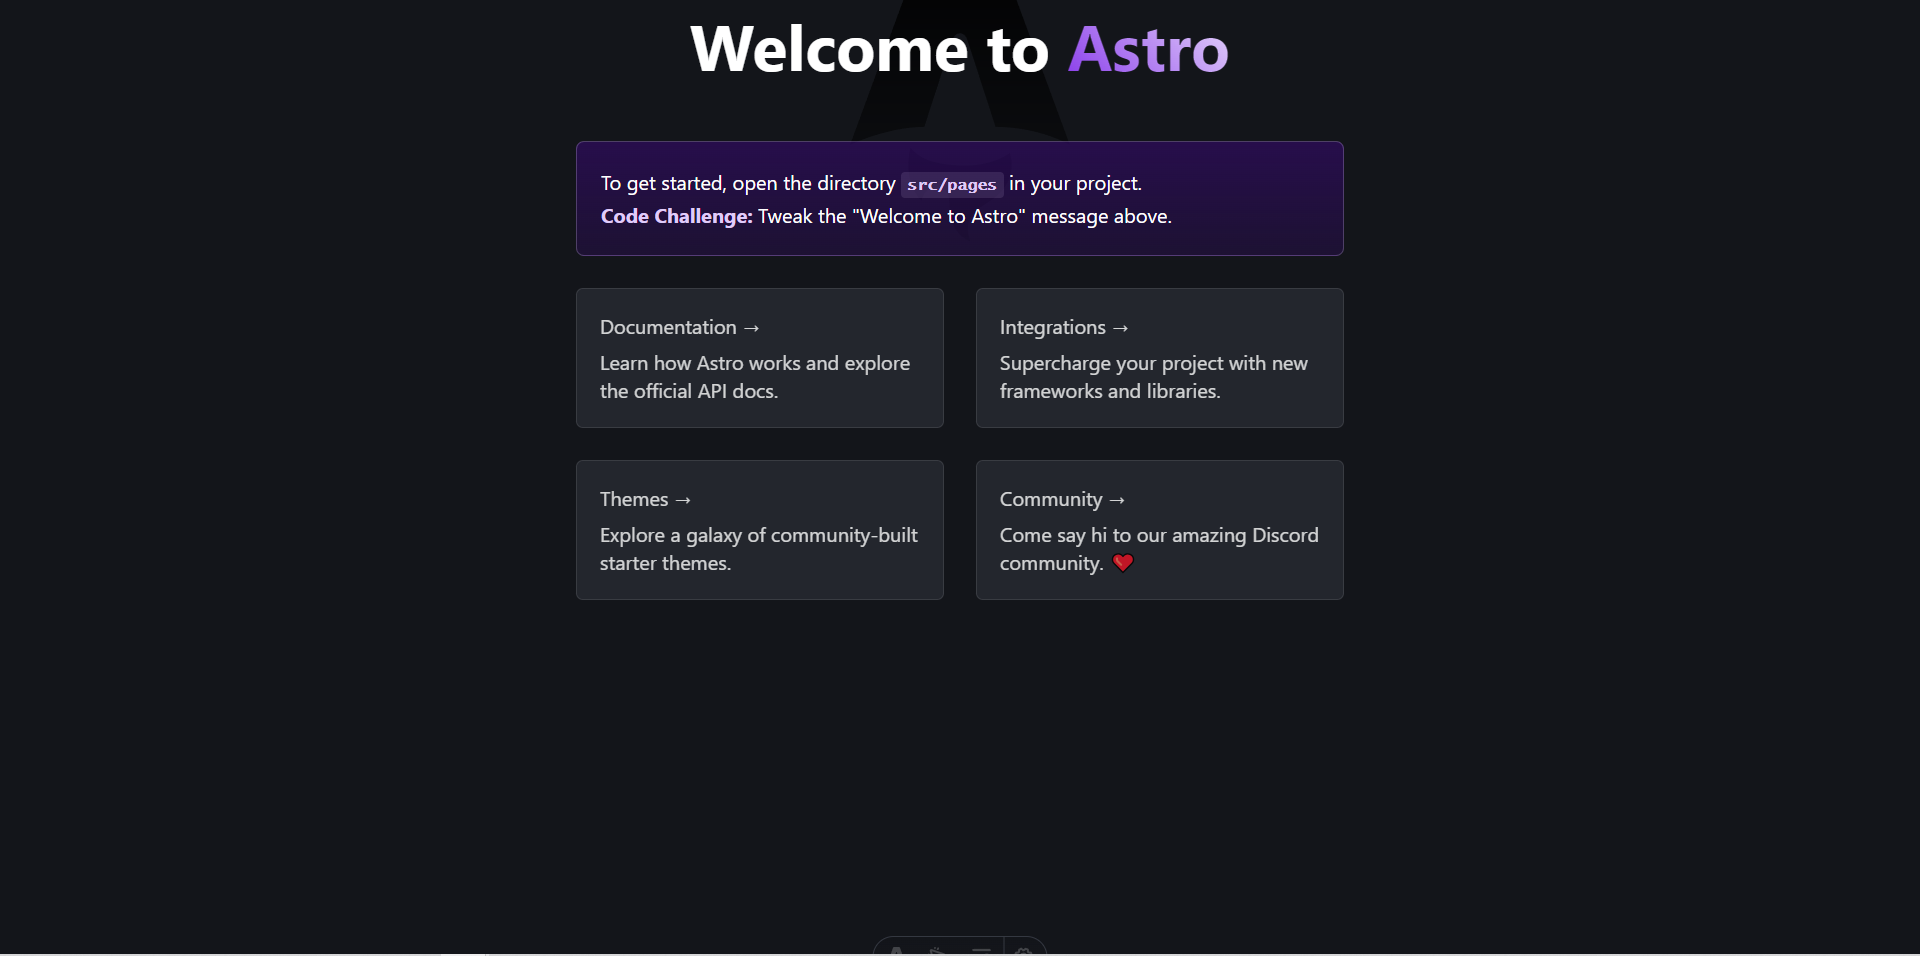 Welcome to Astro
To get started, open the directory src/pages in your project.
Code Challenge: Tweak the "Welcome to Astro" message above.
Documentation →
Learn how Astro works and explore
the official API docs.
Integrations →
Supercharge your project with new
frameworks and libraries.
Themes →
Explore a galaxy of community-built
starter themes.
Community →
Come say hi to our amazing Discord
community. ❤️